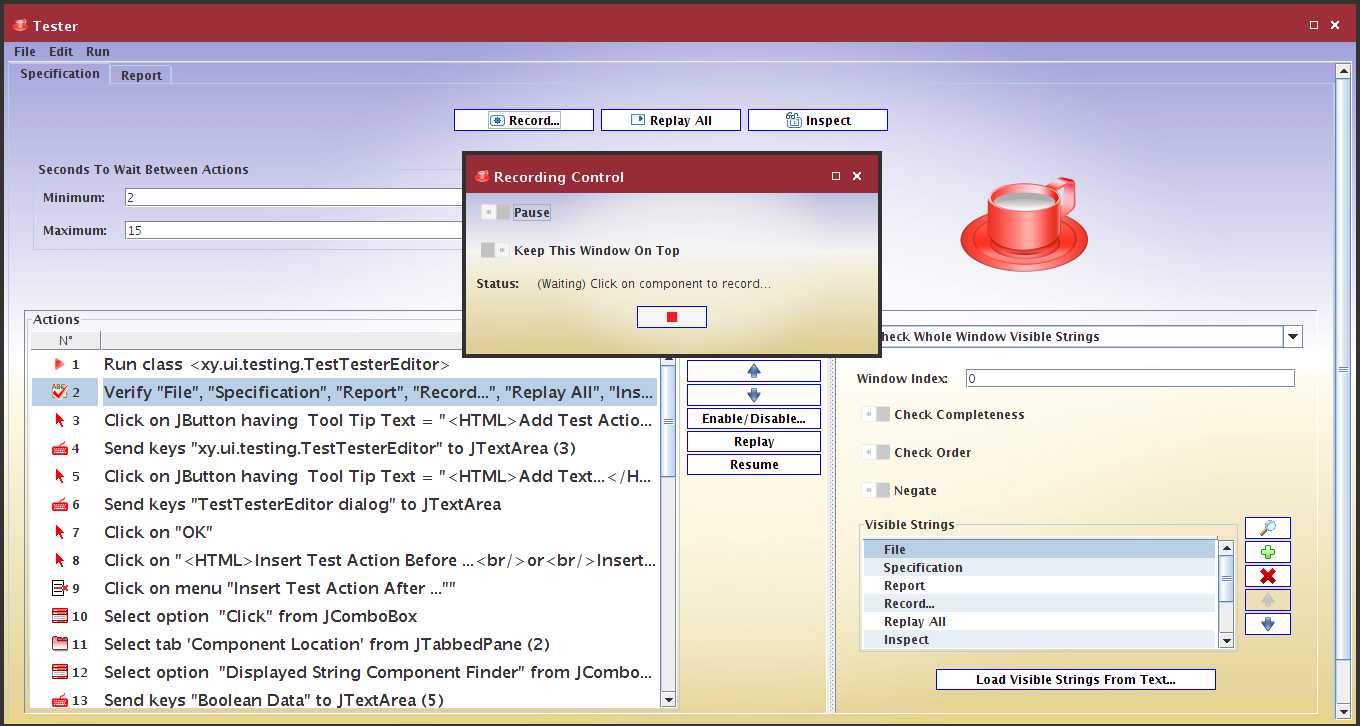 Tester
File Edit Run
Specification Report
Record... Replay All Inspect
Seconds To Wait Between Actions
Minimum: 2
Maximum: 15
Recording Control
Pause
Keep This Window On Top
Status: (Waiting) Click on component to record...
Actions
N°
1 Run class <xy.ui.testing.TestTesterEditor>
ABC 2 Verify "File", "Specification", "Report", "Record...", "Replay All", "Ins...
3 Click on JButton having  Tool Tip Text = "<HTML>Add Test Actio...
4 Send keys "xy.ui.testing.TestTesterEditor" to JTextArea (3)
5 Click on JButton having  Tool Tip Text = "<HTML>Add Text...</H...
6 Send keys "TestTesterEditor dialog" to JTextArea
7 Click on "OK"
8 Click on "<HTML>Insert Test Action Before ...<br/>or<br/>Insert...
9 Click on menu "Insert Test Action After ...""
10 Select option  "Click" from JComboBox
11 Select tab 'Component Location' from JTabbedPane (2)
12 Select option  "Displayed String Component Finder" from JCombo...
13 Send keys "Boolean Data" to JTextArea (5)
Enable/Disable...
Replay
Resume
Whole Window Visible Strings
Window Index: 0
Check Completeness
Check Order
Negate
Visible Strings
File
Specification
Report
Record...
Replay All
Inspect
Load Visible Strings From Text...